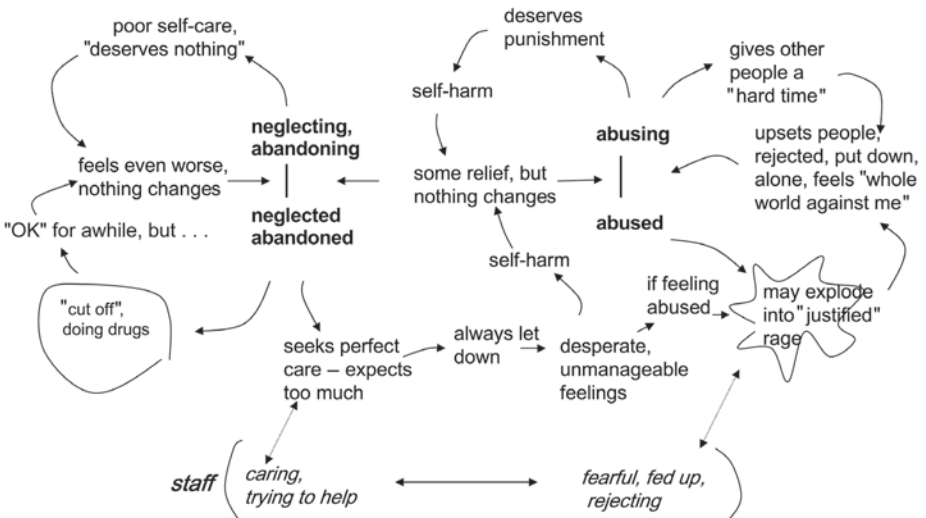 poor self-care,
"deserves nothing"
deserves
punishment
gives other
people a
"hard time"
self-harm
neglecting,
abandoning
abusing
upsets people,
rejected, put down,
alone, feels "whole
world against me"
feels even worse,
nothing changes
some relief, but
nothing changes
neglected
abandoned
abused
"OK" for awhile, but . . .
self-harm
"cut off",
doing drugs
if feeling
abused
may explode
into "justified"
rage
seeks perfect
care – expects
too much
always let
down
desperate,
unmanageable
feelings
staff
caring,
trying to help
fearful, fed up,
rejecting